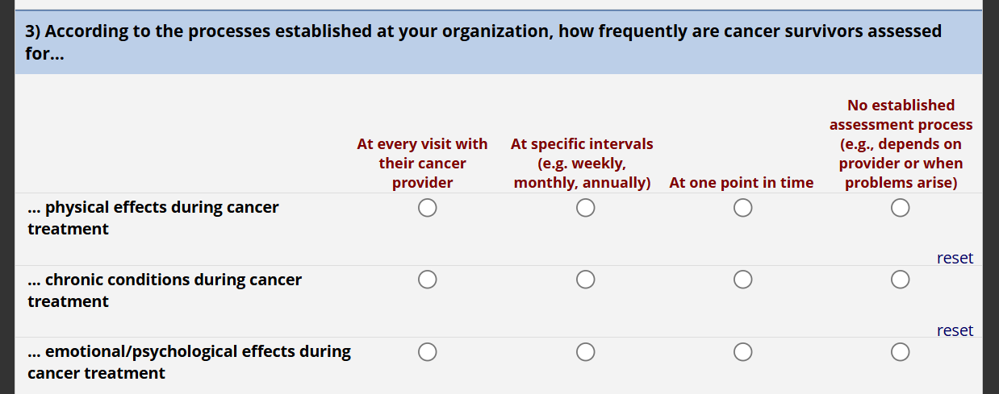 3) According to the processes established at your organization, how frequently are cancer survivors assessed
for...
At every visit with
their cancer
provider
At specific intervals
(e.g. weekly,
monthly, annually)
At one point in time
No established
assessment process
(e.g., depends on
provider or when
problems arise)
... physical effects during cancer
treatment
reset
... chronic conditions during cancer
treatment
reset
... emotional/psychological effects during
cancer treatment